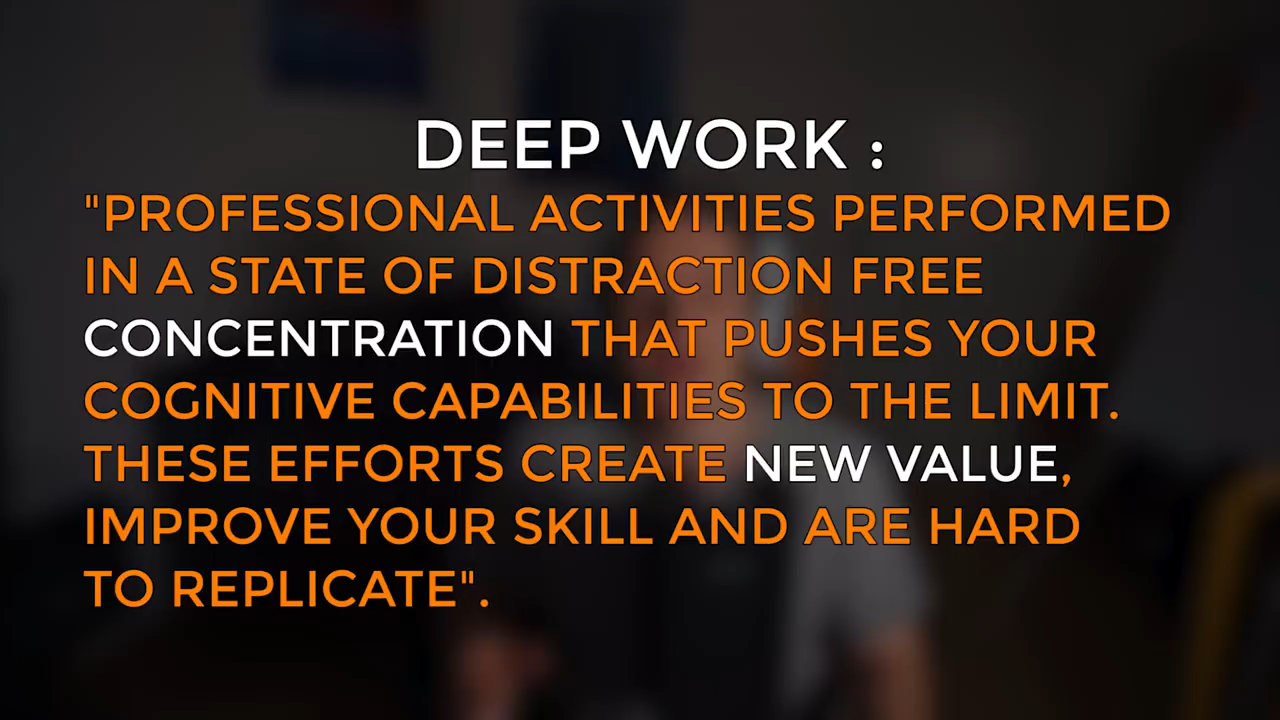 DEEP WORK :
"PROFESSIONAL ACTIVITIES PERFORMED
IN A STATE OF DISTRACTION FREE
CONCENTRATION THAT PUSHES YOUR
COGNITIVE CAPABILITIES TO THE LIMIT.
THESE EFFORTS CREATE NEW VALUE,
IMPROVE YOUR SKILL AND ARE HARD
TO REPLICATE".